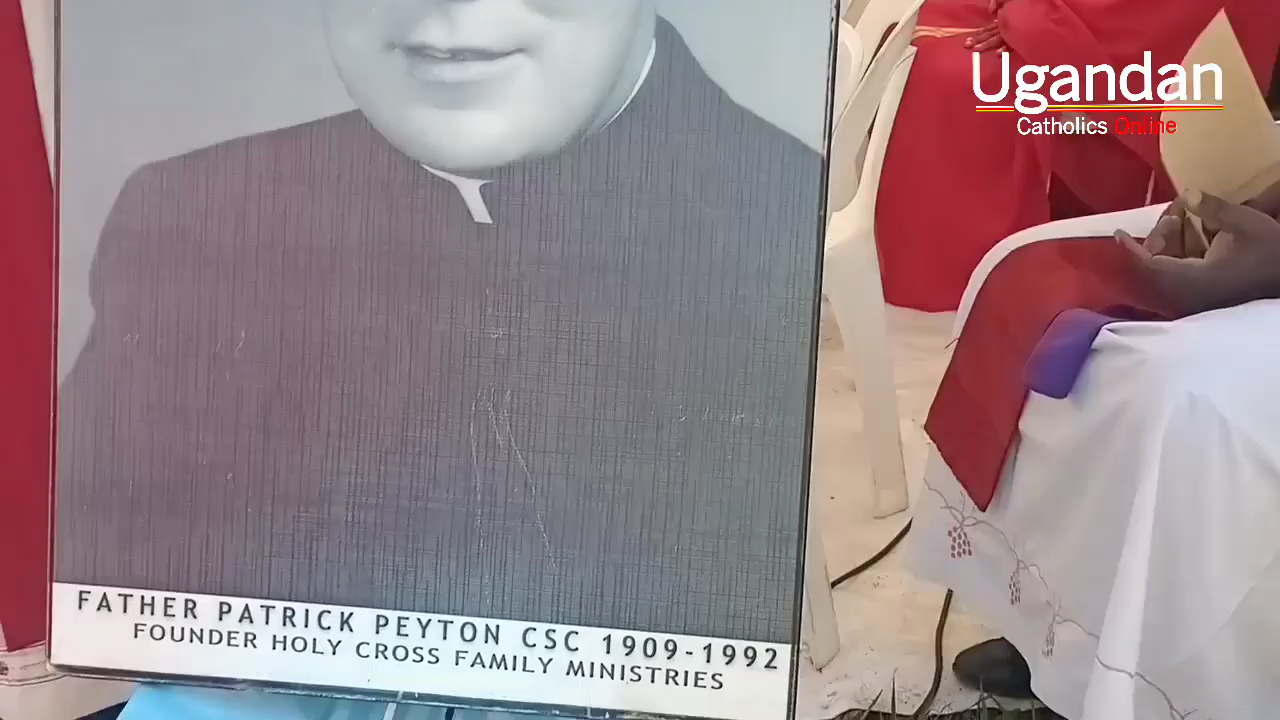 Ugandan
Catholics Online
FATHER PATRICK PEYTON CSC 1909-1992
FOUNDER HOLY CROSS FAMILY MINISTRIES